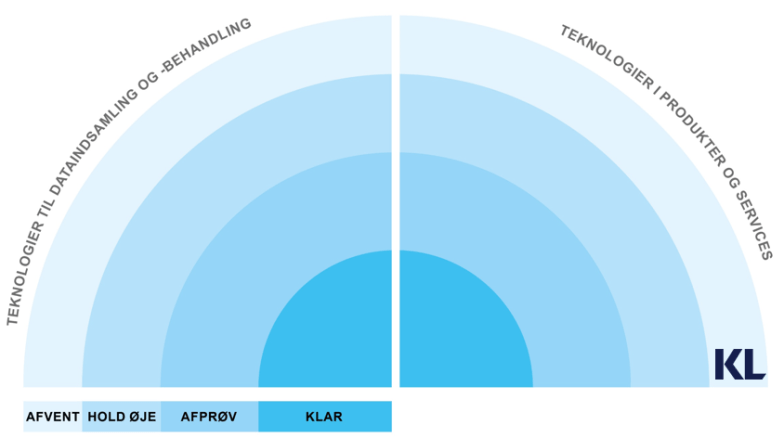 TEKNOLOGIER TIL DATAINDSAMLING OG -BEHANDLING
TEKNOLOGIER I PRODUKTER OG SERVICES
KL
AFVENT HOLD ØJE AFPRØV KLAR